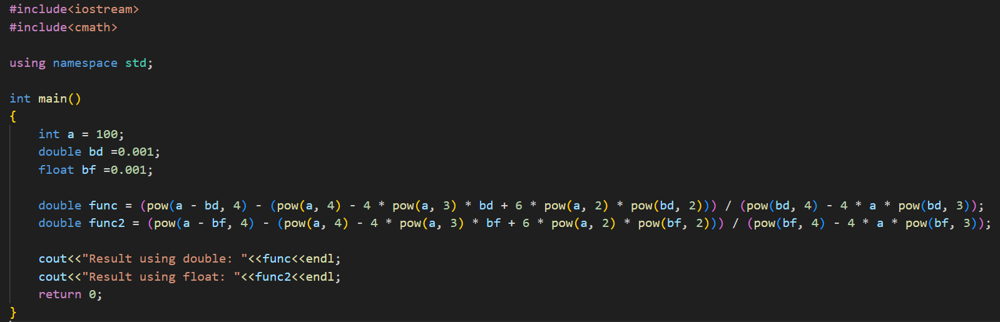 #include<iostream>
#include<cmath>

using namespace std;

int main()
{
    int a = 100;
    double bd =0.001;
    float bf =0.001;

    double func = (pow(a - bd, 4) - (pow(a, 4) - 4 * pow(a, 3) * bd + 6 * pow(a, 2) * pow(bd, 2))) / (pow(bd, 4) - 4 * a * pow(bd, 3));
    double func2 = (pow(a - bf, 4) - (pow(a, 4) - 4 * pow(a, 3) * bf + 6 * pow(a, 2) * pow(bf, 2))) / (pow(bf, 4) - 4 * a * pow(bf, 3));

    cout<<"Result using double: "<<func<<endl;
    cout<<"Result using float: "<<func2<<endl;
    return 0;
}